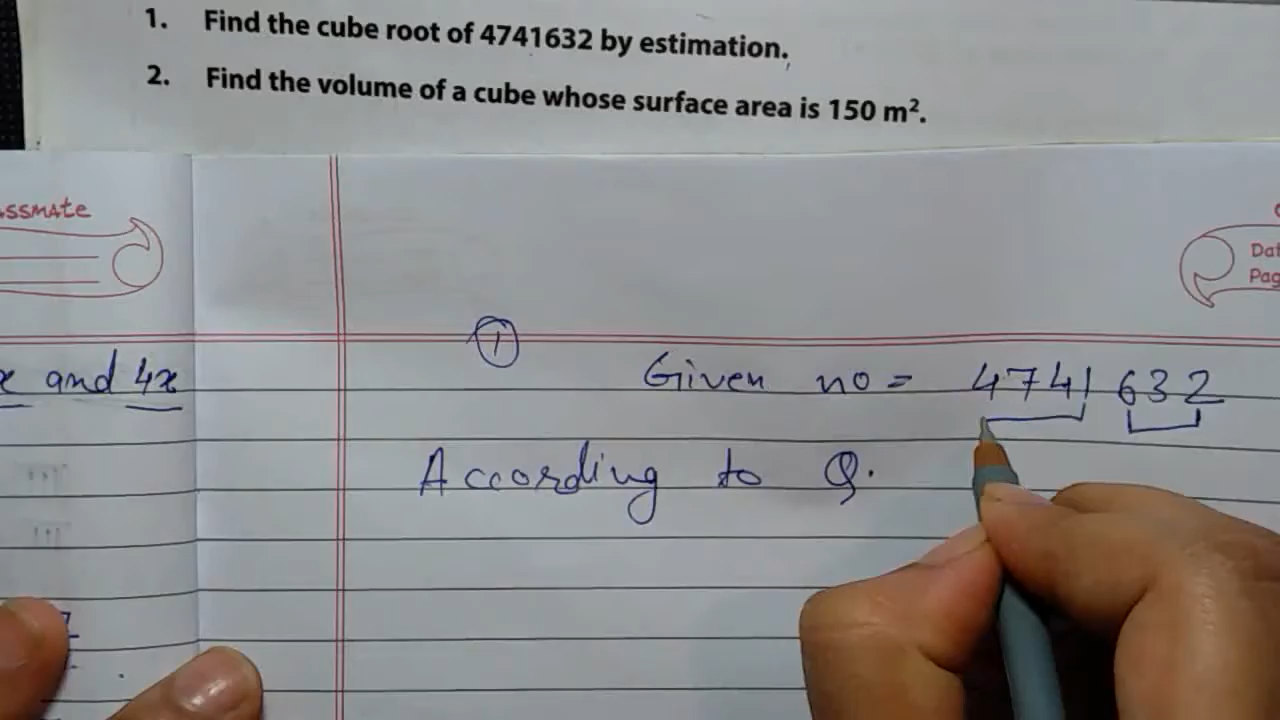 1. Find the cube root of 4741632 by estimation.
2. Find the volume of a cube whose surface area is 150 m².
ssmate
Dat
Pag
1
Given no = 4741 632
x and 4x
According to Q.